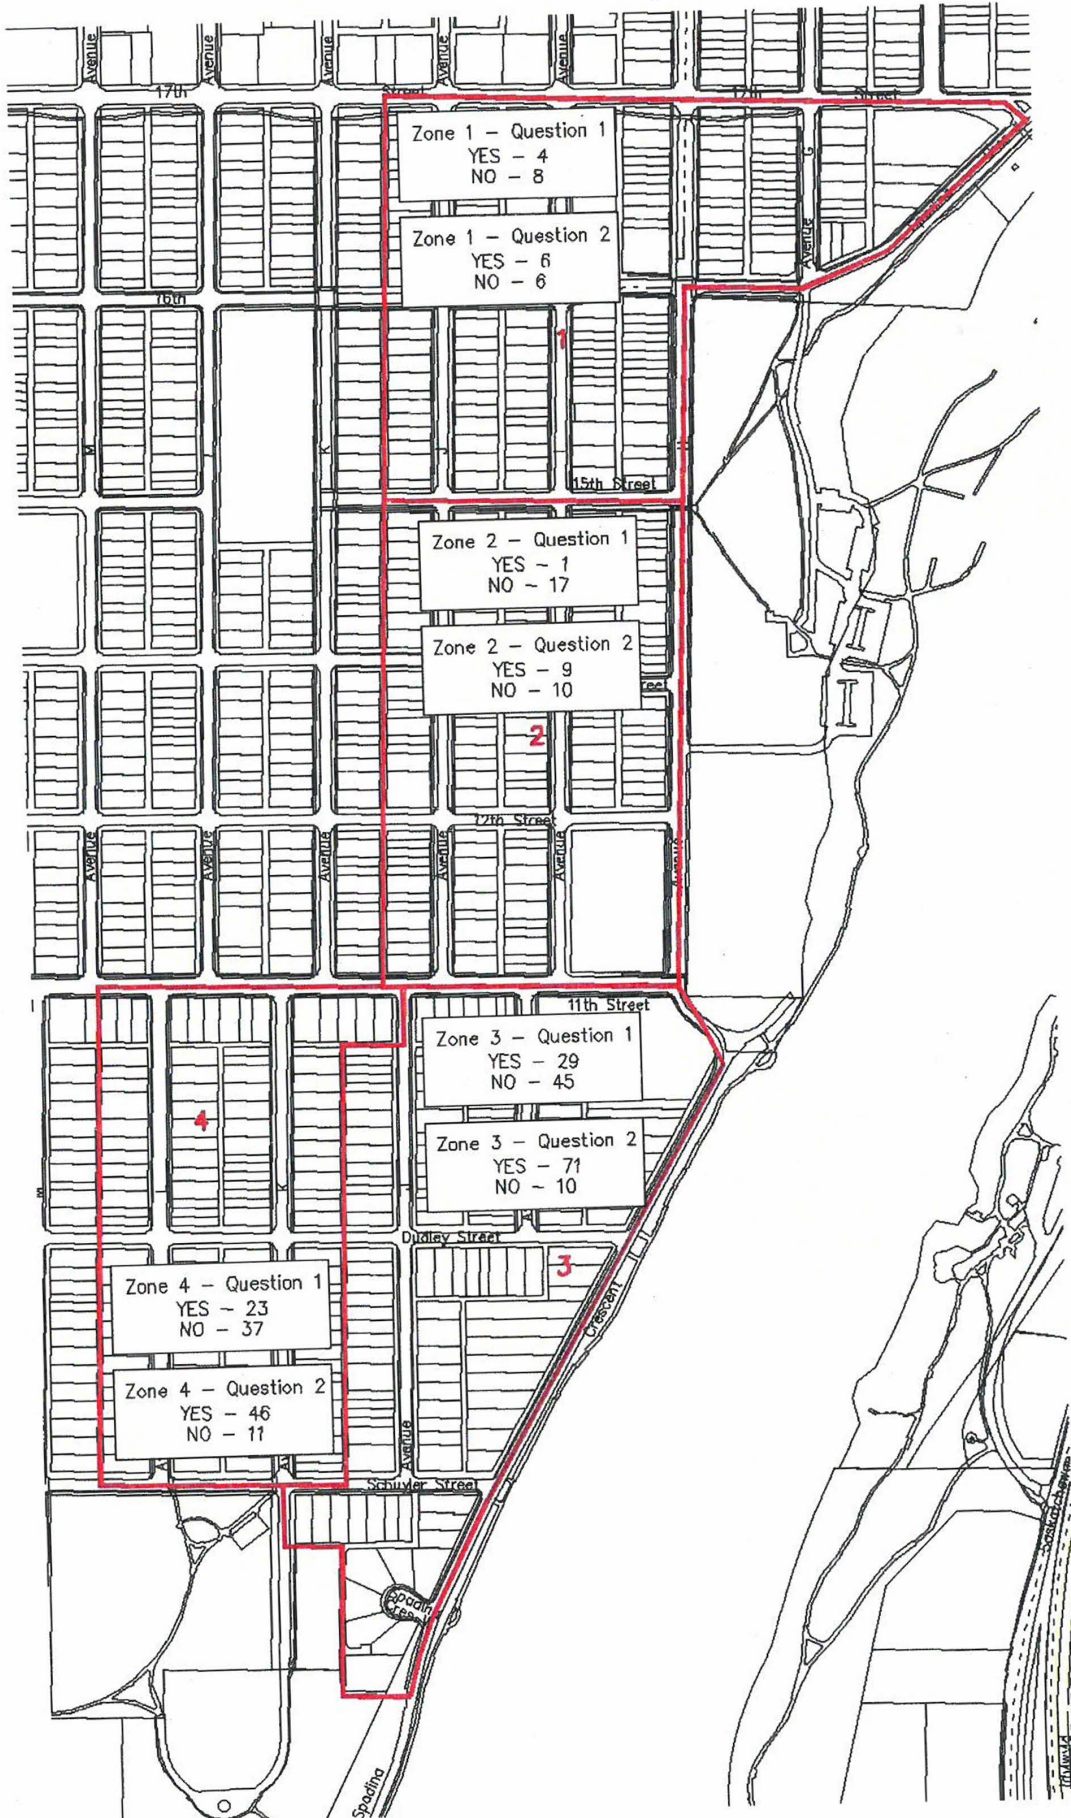 Avenue
Avenue
Avenue
Avenue
Avenue
17th
Street
17th
Street
Zone 1 - Question 1
YES - 4
NO - 8
G
Avenue
Zone 1 - Question 2
YES - 6
NO - 6
16th
1
M
K
J
H
15th Street
Zone 2 - Question 1
YES - 1
NO - 17
Zone 2 - Question 2
YES - 9
NO - 10
reet
2
12th Street
Avenue
Avenue
Avenue
Avenue
Avenue
Avenue
11th Street
Zone 3 - Question 1
YES - 29
NO - 45
4
Zone 3 - Question 2
YES - 71
NO - 10
M
K
Dudley Street
3
Crescent
Zone 4 - Question 1
YES - 23
NO - 37
Zone 4 - Question 2
YES - 46
NO - 11
Avenue
Schuyler Street
Spadina